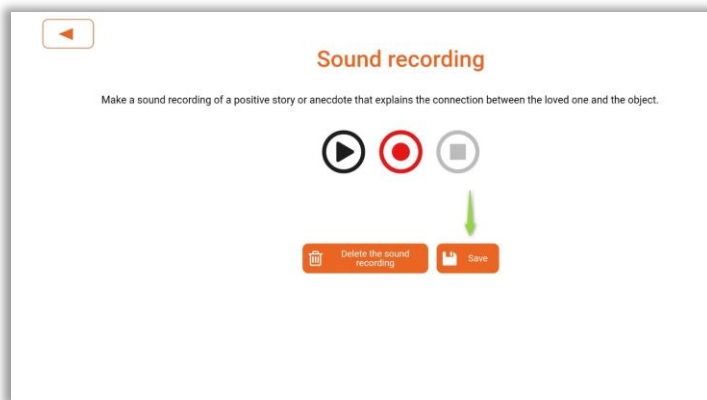 Sound recording
Make a sound recording of a positive story or anecdote that explains the connection between the loved one and the object.
Delete the sound
recording
Save